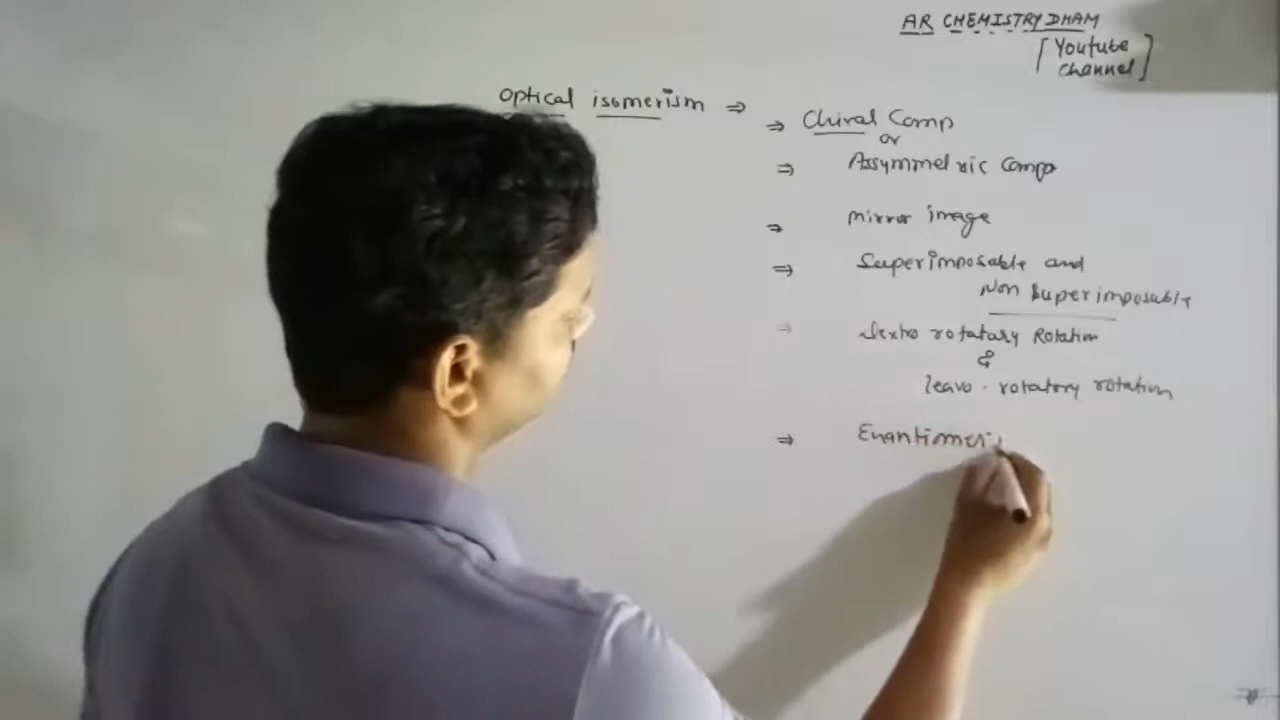 AR CHEMISTRY DHAM
[Youtube
channel]
Optical isomerism ⇒
⇒ Chiral Comp
or
⇒ Assymmetric Comp
⇒ mirror image
⇒ Superimposable and
Non Superimposable
⇒ dextro rotatary Rotation
&
leavo-rotatory rotation
⇒ Enantiomeri